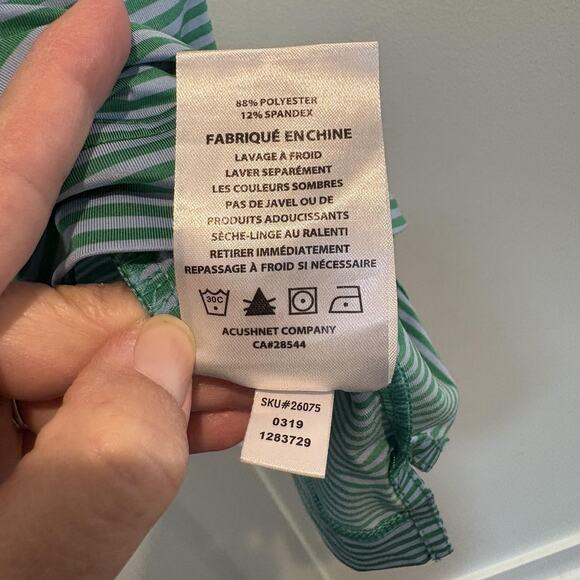 88% POLYESTER
12% SPANDEX
FABRIQUÉ EN CHINE
LAVAGE À FROID
LAVER SEPARÉMENT
LES COULEURS SOMBRES
PAS DE JAVEL OU DE
PRODUITS ADOUCISSANTS
SÈCHE-LINGE AU RALENTI
RETIRER IMMÉDIATEMENT
REPASSAGE À FROID SI NÉCESSAIRE
30C
ACUSHNET COMPANY
CA#28544
SKU#26075
0319
1283729